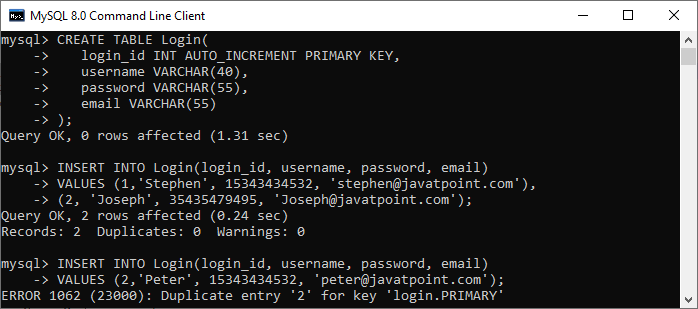 MySQL 8.0 Command Line Client
mysql> CREATE TABLE Login(
    ->     login_id INT AUTO_INCREMENT PRIMARY KEY,
    ->     username VARCHAR(40),
    ->     password VARCHAR(55),
    ->     email VARCHAR(55)
    -> );
Query OK, 0 rows affected (1.31 sec)

mysql> INSERT INTO Login(login_id, username, password, email)
    -> VALUES (1,'Stephen', 15343434532, 'stephen@javatpoint.com'),
    -> (2, 'Joseph', 35435479495, 'Joseph@javatpoint.com');
Query OK, 2 rows affected (0.24 sec)
Records: 2  Duplicates: 0  Warnings: 0

mysql> INSERT INTO Login(login_id, username, password, email)
    -> VALUES (2,'Peter', 15343434532, 'peter@javatpoint.com');
ERROR 1062 (23000): Duplicate entry '2' for key 'login.PRIMARY'